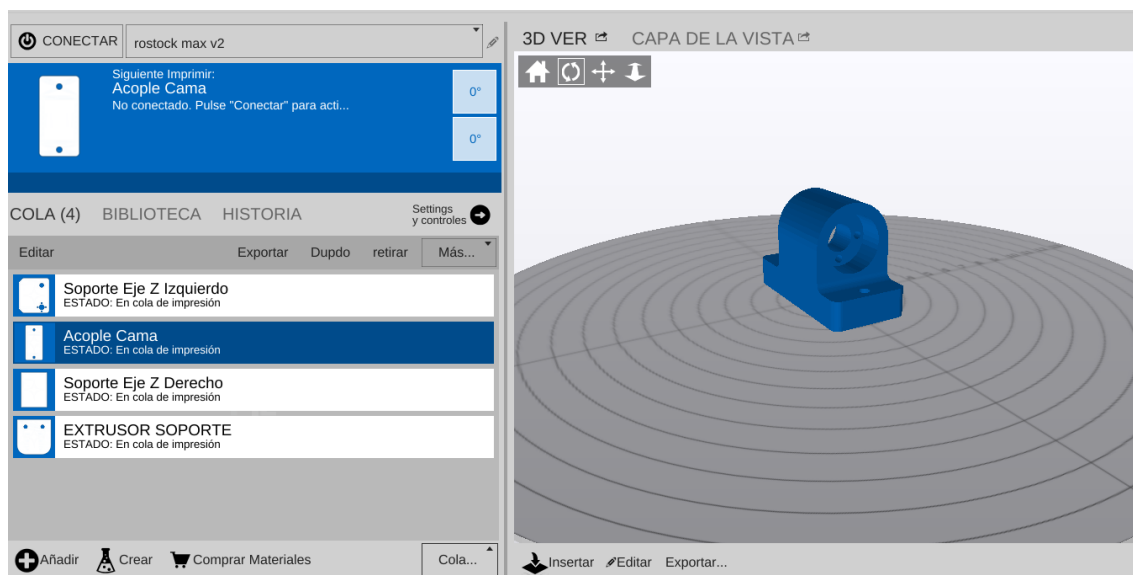 CONECTAR
rostock max v2
Siguiente Imprimir:
Acople Cama
No conectado. Pulse "Conectar" para acti...
0°
0°
COLA (4) BIBLIOTECA HISTORIA
Settings
y controles
Editar Exportar Dupdo retirar Más...
Soporte Eje Z Izquierdo
ESTADO: En cola de impresión
Acople Cama
ESTADO: En cola de impresión
Soporte Eje Z Derecho
ESTADO: En cola de impresión
EXTRUSOR SOPORTE
ESTADO: En cola de impresión
Añadir Crear Comprar Materiales Cola...
3D VER CAPA DE LA VISTA
Insertar Editar Exportar...